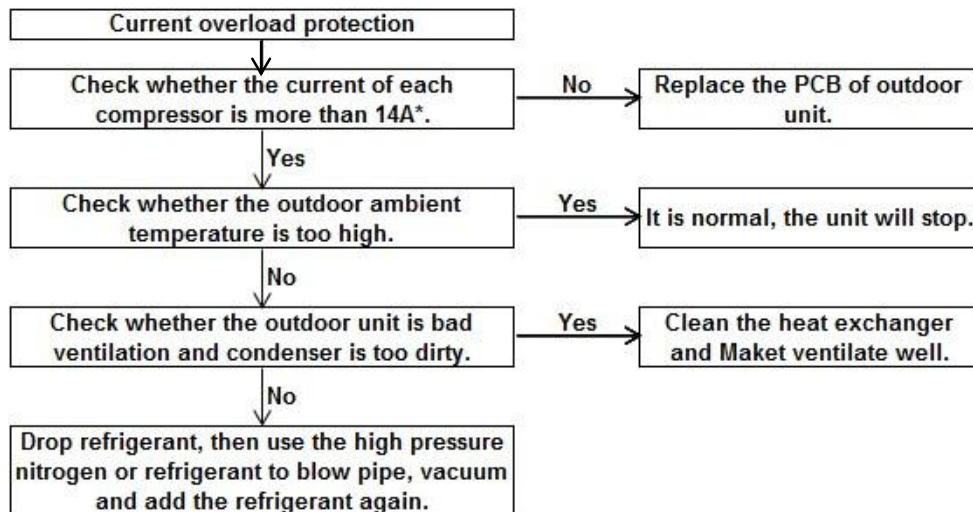 Current overload protection
Check whether the current of each
compressor is more than 14A*.
No
Replace the PCB of outdoor
unit.
Yes
Check whether the outdoor ambient
temperature is too high.
Yes
It is normal, the unit will stop.
No
Check whether the outdoor unit is bad
ventilation and condenser is too dirty.
Yes
Clean the heat exchanger
and Maket ventilate well.
No
Drop refrigerant, then use the high pressure
nitrogen or refrigerant to blow pipe, vacuum
and add the refrigerant again.